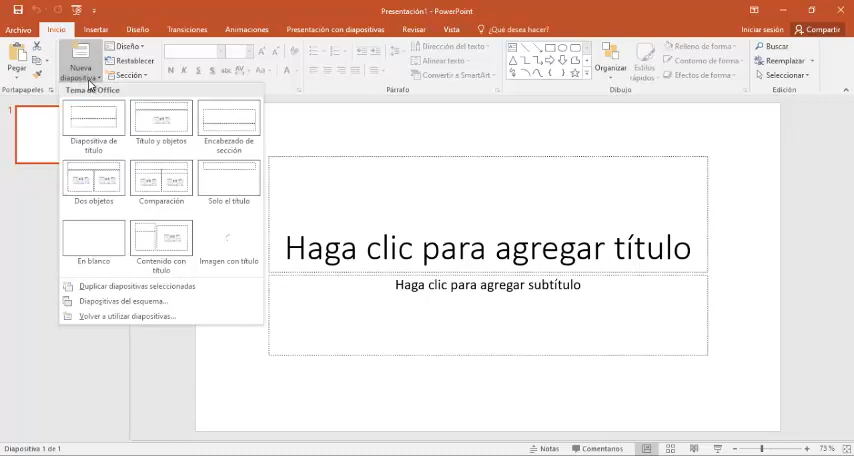 Presentación1 - PowerPoint
Archivo Inicio Insertar Diseño Transiciones Animaciones Presentación con diapositivas Revisar Vista ¿Qué desea hacer? Iniciar sesión Compartir
Pegar
Nueva diapositiva
Diseño
Restablecer
Sección
N K S S abc AV Aa A
Dirección del texto
Alinear texto
Convertir a SmartArt
Organizar
Estilos rápidos
Relleno de forma
Contorno de forma
Efectos de forma
Buscar
Reemplazar
Seleccionar
Portapapeles Párrafo Dibujo Edición
Tema de Office
Diapositiva de título
Título y objetos
Encabezado de sección
Dos objetos
Comparación
Solo el título
En blanco
Contenido con título
Imagen con título
Duplicar diapositivas seleccionadas
Diapositivas del esquema...
Volver a utilizar diapositivas...
1
Haga clic para agregar título
Haga clic para agregar subtítulo
Diapositiva 1 de 1 Notas Comentarios 73 %